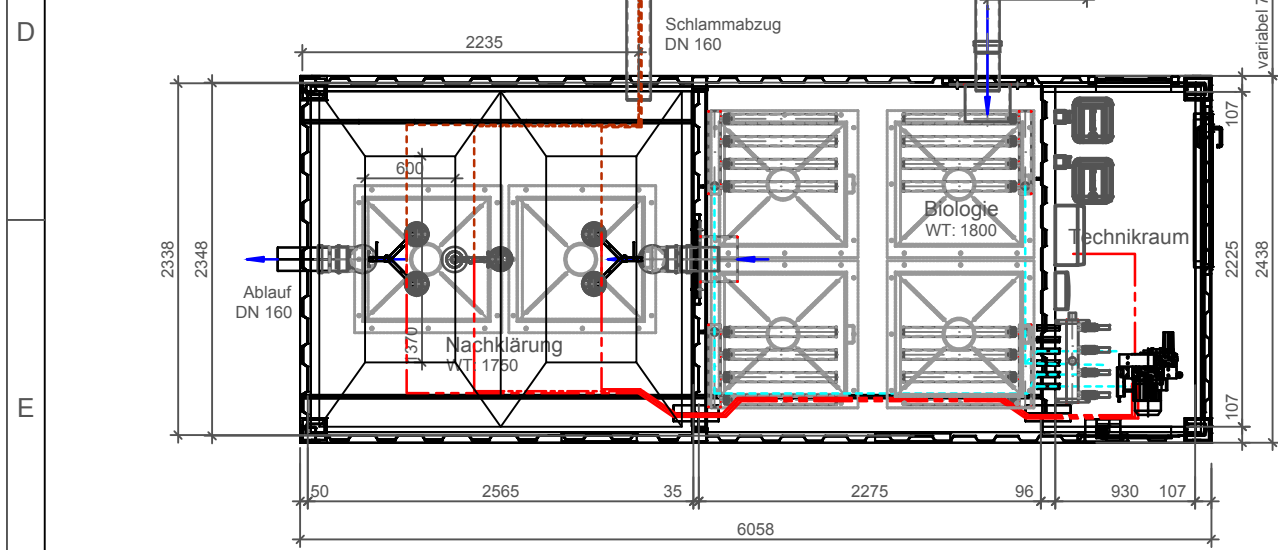 D
2235
Schlammabzug
DN 160
variabel 7
600
107
Biologie
WT: 1800
Technikraum
2338
2348
2225
2438
Ablauf
DN 160
1370
Nachklärung
WT: 1750
E
107
50
2565
35
2275
96
930
107
6058